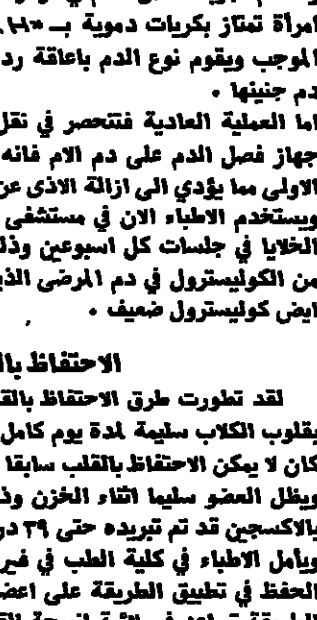 امرأة تمتاز بكريات دموية بـ
الموجب ويقوم نوع الدم باعاقة رد
دم جنينها .
اما العملية العادية فتنحصر في نقل
جهاز فصل الدم على دم الام فانه
الاولى مما يؤدي الى ازالة الاذى عن
ويستخدم الاطباء الان في مستشفى
الخلايا في جلسات كل اسبوعين وذل
من الكوليسترول في دم المرضى الذي
ايض كوليسترول ضعيف .
الاحتفاظ بال
لقد تطورت طرق الاحتفاظ بالق
بقلوب الكلاب سليمة لمدة يوم كامل
كان لا يمكن الاحتفاظ بالقلب سابقا
ويظل العضو سليما اثناء الخزن وذ
بالاكسجين قد تم تبريده حتى ٣٩ در
ويأمل الاطباء في كلية الطب في فير
الحفظ في تطبيق الطريقة على اعض